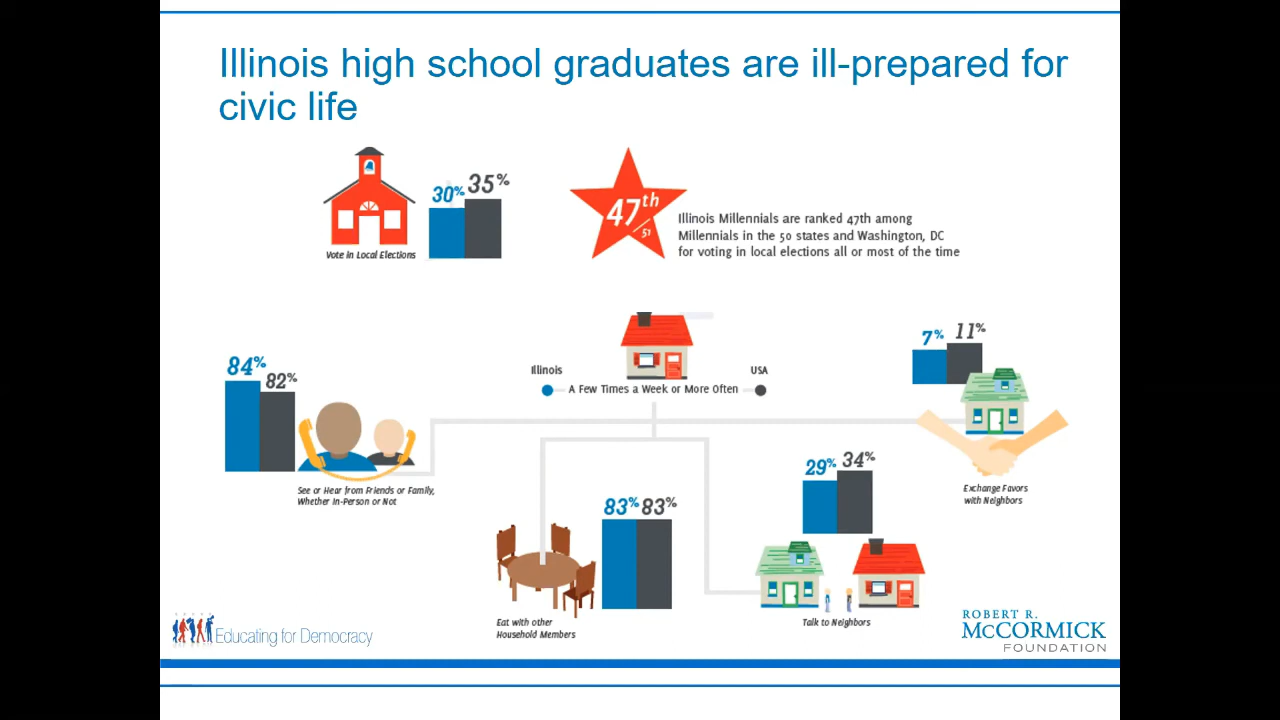 Illinois high school graduates are ill-prepared for
civic life
30%
35%
Vote in Local Elections
47th
/51
Illinois Millennials are ranked 47th among
Millennials in the 50 states and Washington, DC
for voting in local elections all or most of the time
Illinois
USA
A Few Times a Week or More Often
84%
82%
See or Hear from Friends or Family,
Whether In-Person or Not
83%
83%
Eat with other
Household Members
29%
34%
Talk to Neighbors
7%
11%
Exchange Favors
with Neighbors
Educating for Democracy
ROBERT R.
McCORMICK
FOUNDATION